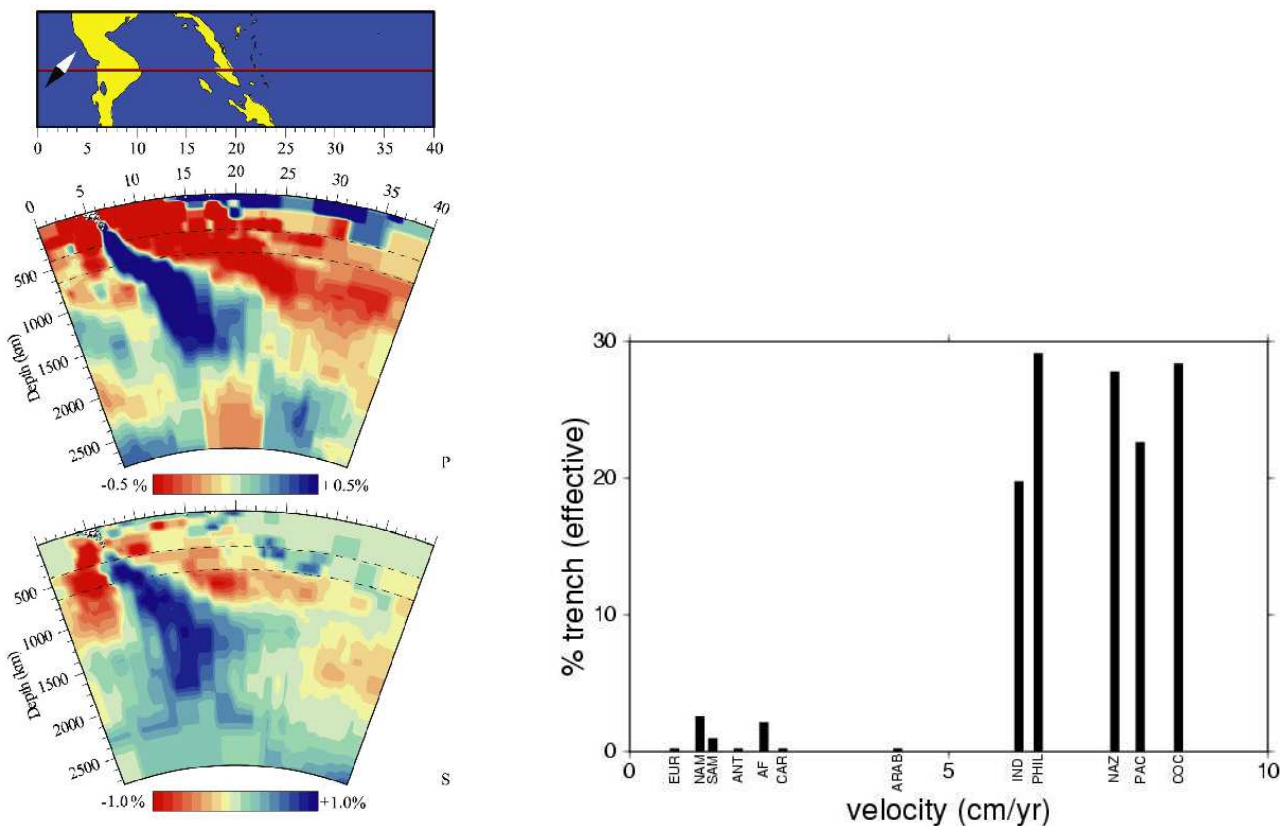 0 5 10 15 20 25 30 35 40
0 5 10 15 20 25 30 35 40
500
1000
1500
2000
2500
Depth (km)
P
-0.5 % +0.5%
500
1000
1500
2000
2500
Depth (km)
S
-1.0 % +1.0%
30
20
10
0
% trench (effective)
EUR NAM SAM ANT AF CAR ARAB IND PHIL NAZ PAC COC
0 5 10
velocity (cm/yr)